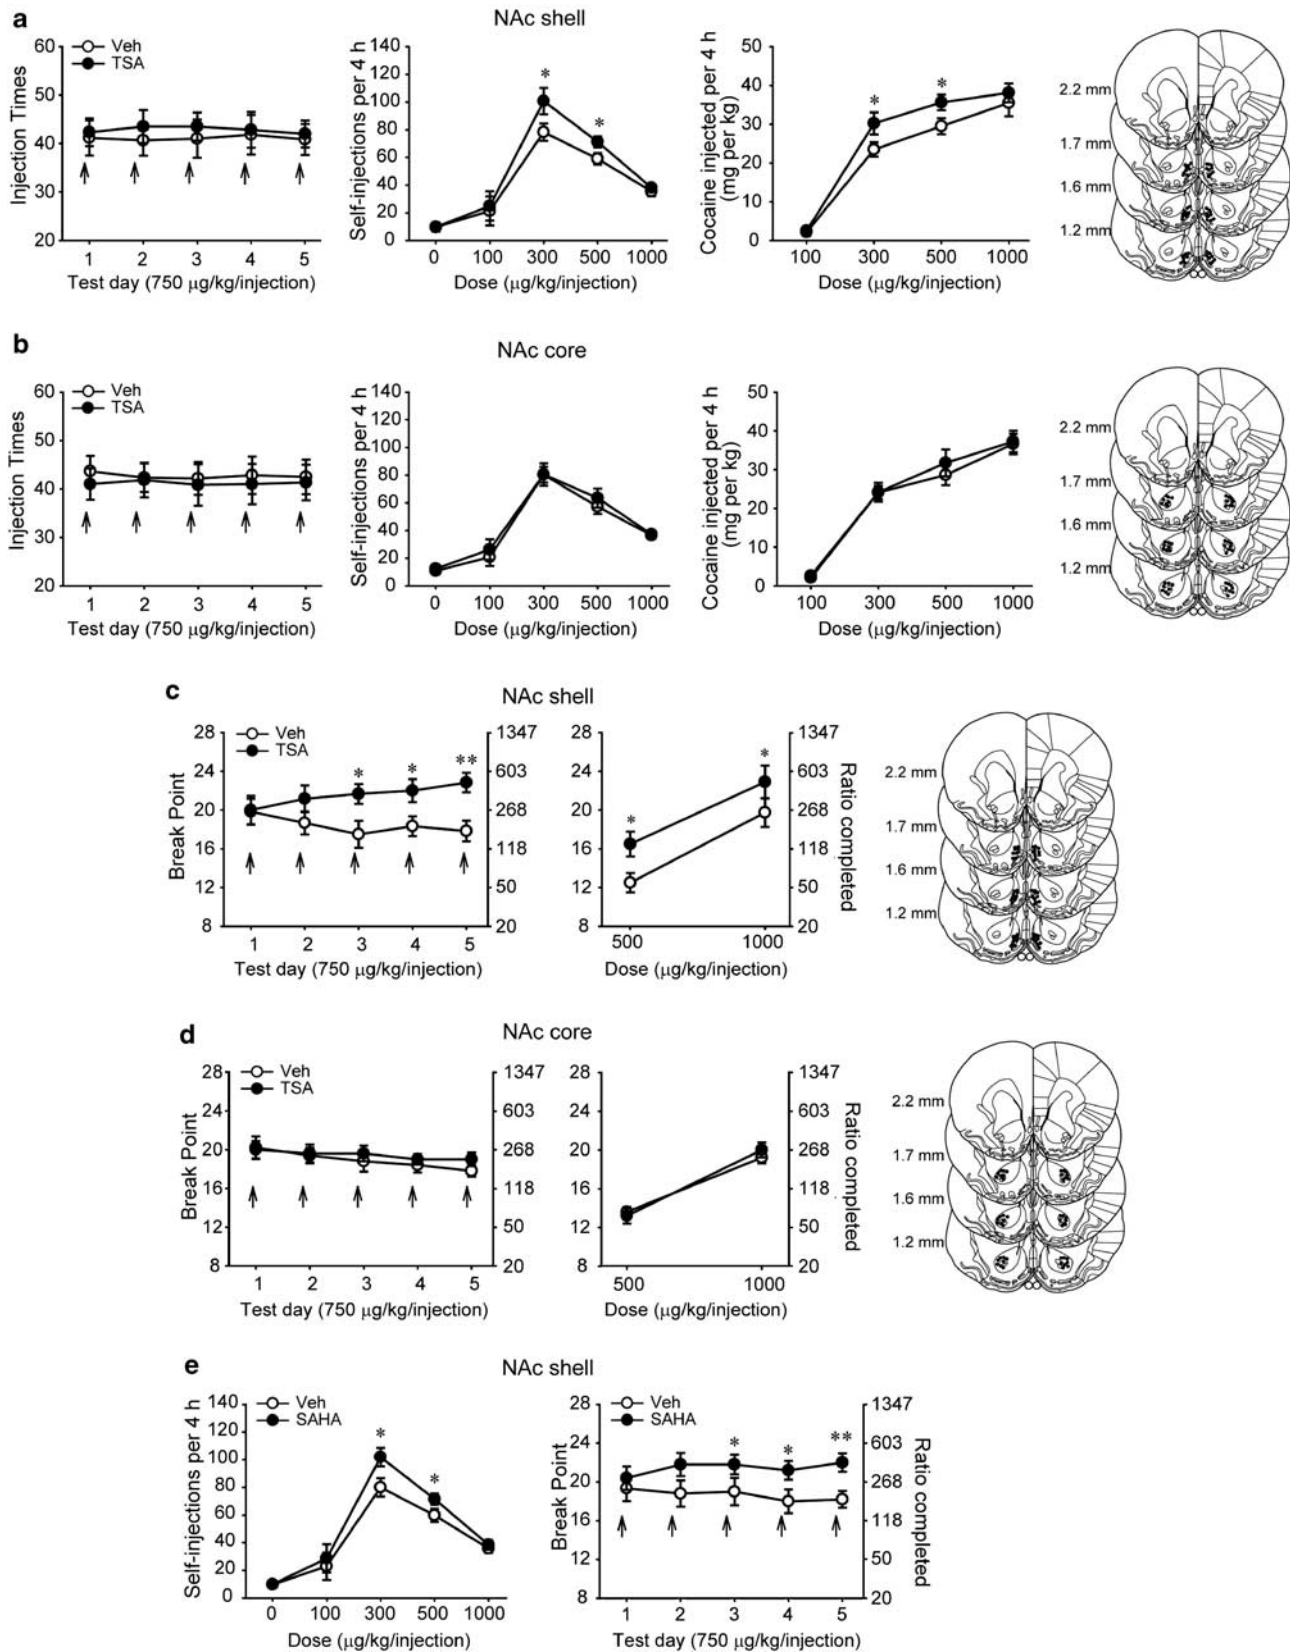 a
NAc shell
Veh
TSA
Injection Times
60
50
40
30
20
1 2 3 4 5
Test day (750 μg/kg/injection)
Self-injections per 4 h
140
120
100
80
60
40
20
0
*
*
0 100 300 500 1000
Dose (μg/kg/injection)
Cocaine injected per 4 h
(mg per kg)
50
40
30
20
10
0
*
*
100 300 500 1000
Dose (μg/kg/injection)
2.2 mm
1.7 mm
1.6 mm
1.2 mm
b
NAc core
Veh
TSA
Injection Times
60
50
40
30
20
1 2 3 4 5
Test day (750 μg/kg/injection)
Self-injections per 4 h
140
120
100
80
60
40
20
0
0 100 300 500 1000
Dose (μg/kg/injection)
Cocaine injected per 4 h
(mg per kg)
50
40
30
20
10
0
100 300 500 1000
Dose (μg/kg/injection)
2.2 mm
1.7 mm
1.6 mm
1.2 mm
c
NAc shell
Veh
TSA
Break Point
28
24
20
16
12
8
* * **
1347
603
268
118
50
20
1 2 3 4 5
Test day (750 μg/kg/injection)
28
24
20
16
12
8
*
*
1347
603
268
118
50
20
Ratio completed
500 1000
Dose (μg/kg/injection)
2.2 mm
1.7 mm
1.6 mm
1.2 mm
d
NAc core
Veh
TSA
Break Point
28
24
20
16
12
8
1347
603
268
118
50
20
1 2 3 4 5
Test day (750 μg/kg/injection)
28
24
20
16
12
8
1347
603
268
118
50
20
Ratio completed
500 1000
Dose (μg/kg/injection)
2.2 mm
1.7 mm
1.6 mm
1.2 mm
e
NAc shell
Veh
SAHA
Self-injections per 4 h
140
120
100
80
60
40
20
0
*
*
0 100 300 500 1000
Dose (μg/kg/injection)
Veh
SAHA
Break Point
28
24
20
16
12
8
* * **
1347
603
268
118
50
20
Ratio completed
1 2 3 4 5
Test day (750 μg/kg/injection)